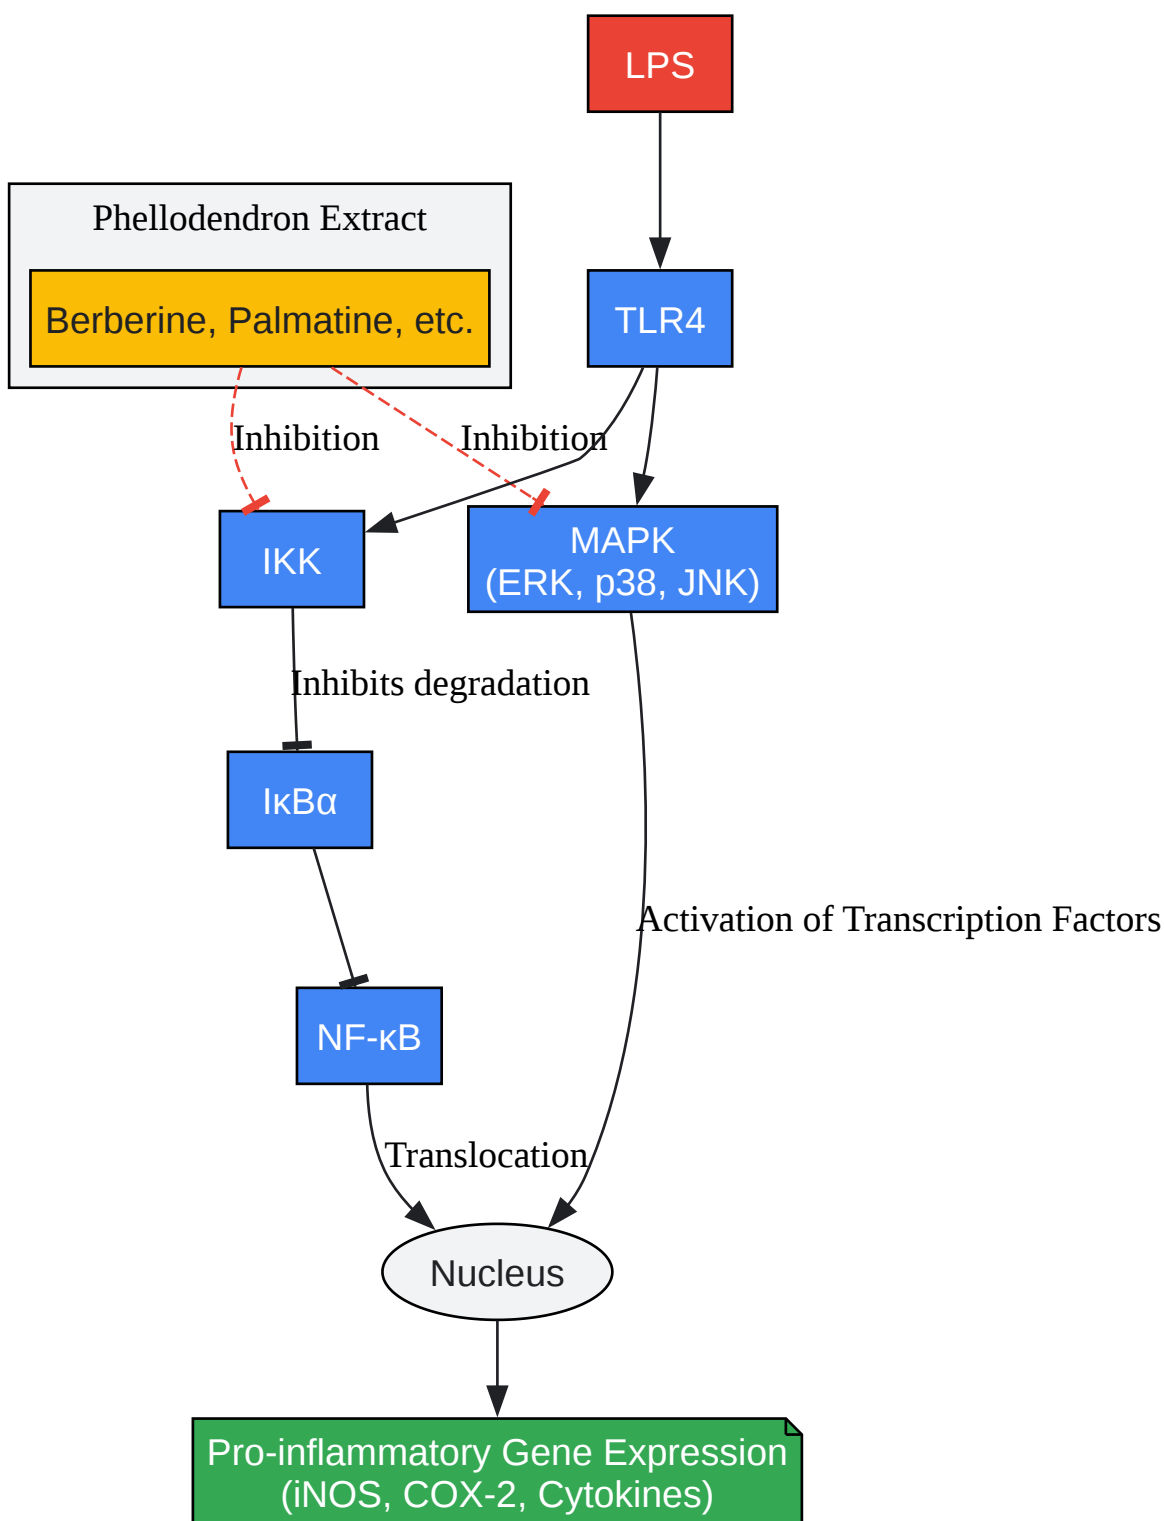 LPS
Phellodendron Extract
Berberine, Palmatine, etc.
TLR4
Inhibition
Inhibition
IKK
MAPK
(ERK, p38, JNK)
Inhibits degradation
IκBα
Activation of Transcription Factors
NF-κB
Translocation
Nucleus
Pro-inflammatory Gene Expression
(iNOS, COX-2, Cytokines)